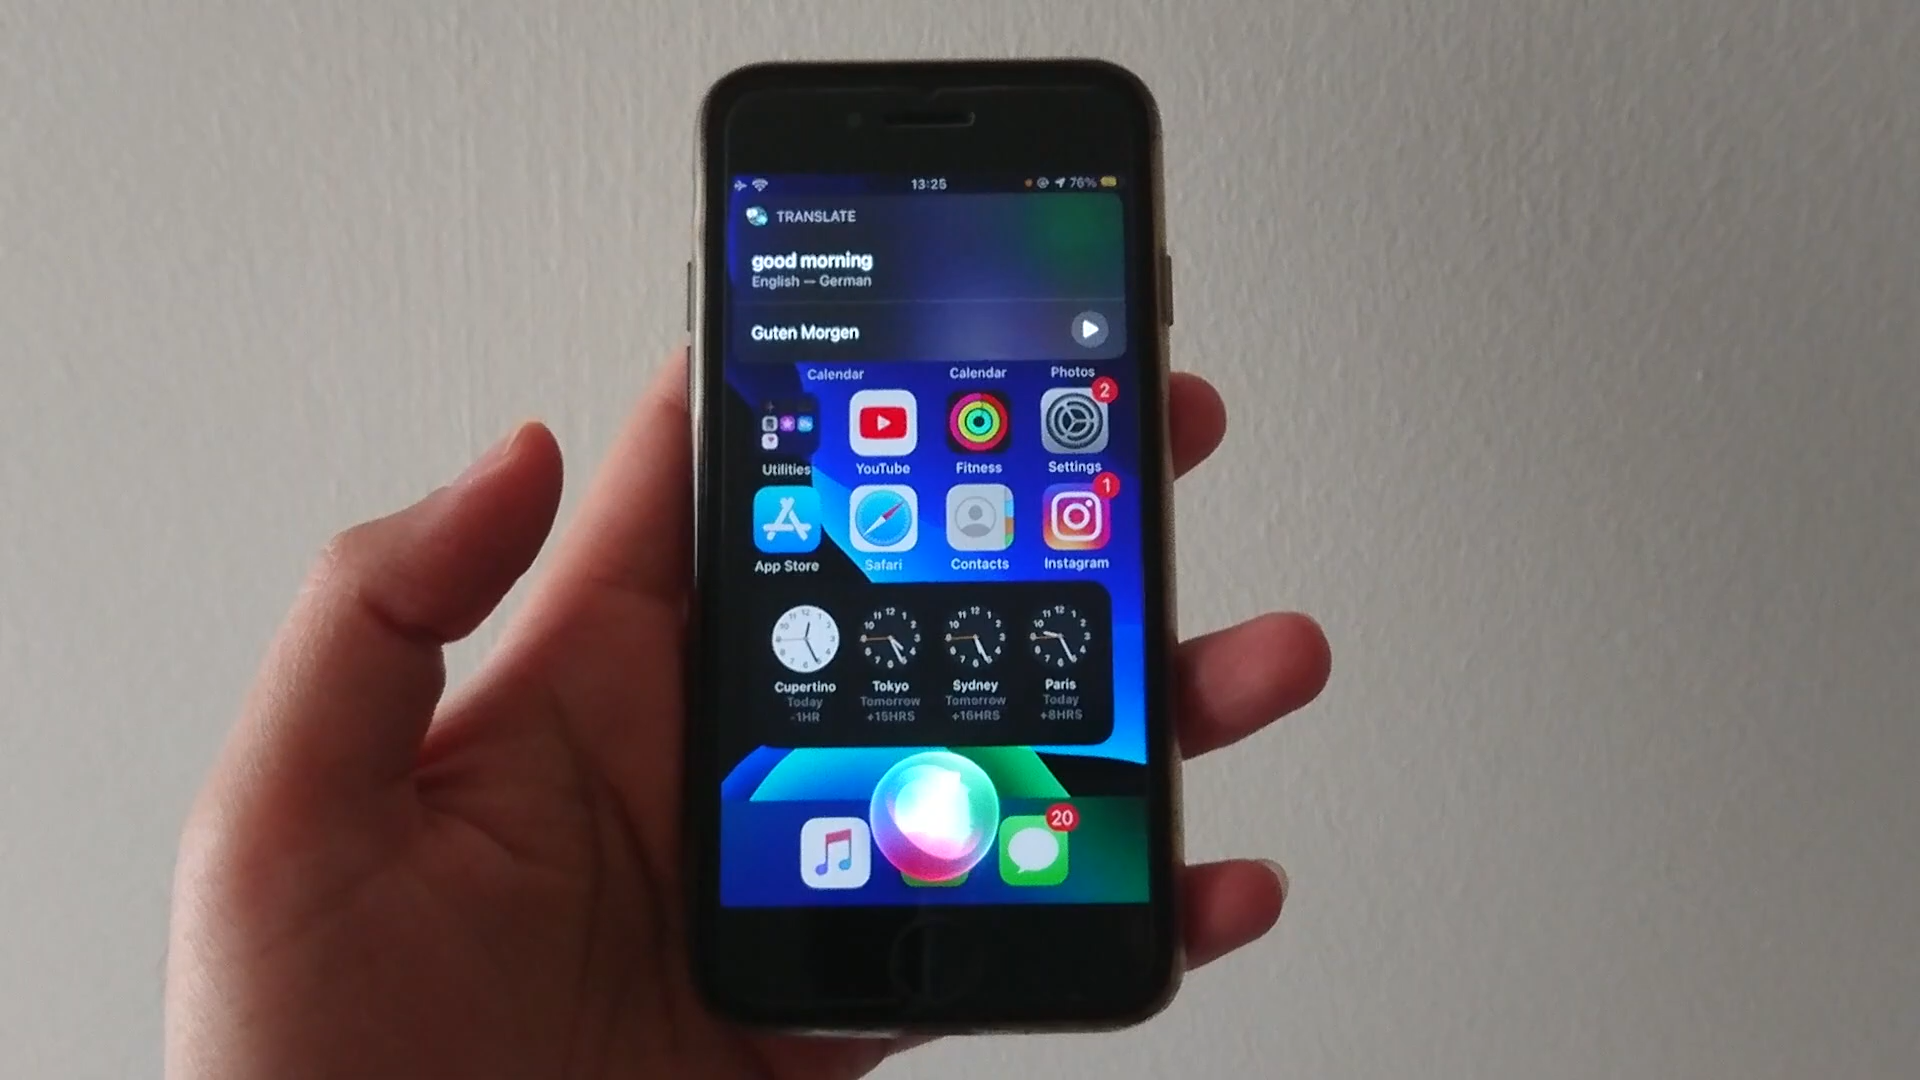 13:25 76%
TRANSLATE
good morning
English — German
Guten Morgen
Calendar Calendar Photos
2
Utilities YouTube Fitness Settings
1
App Store Safari Contacts Instagram
Cupertino Tokyo Sydney Paris
Today Tomorrow Tomorrow Today
-1HR +15HRS +16HRS +8HRS
20